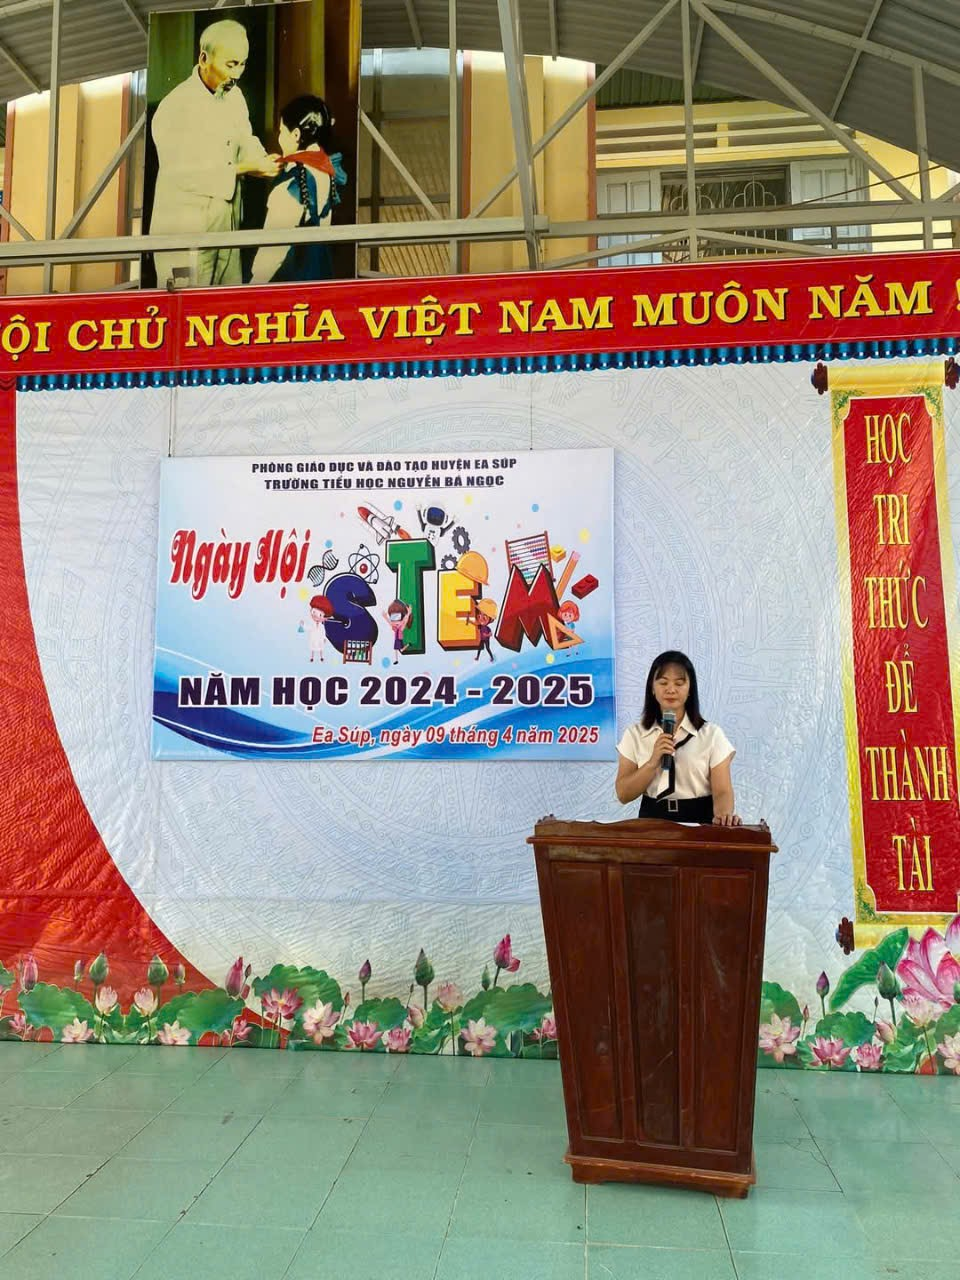 ỘI CHỦ NGHĨA VIỆT NAM MUÔN NĂM !
PHÒNG GIÁO DỤC VÀ ĐÀO TẠO HUYỆN EA SÚP
TRƯỜNG TIỂU HỌC NGUYỄN BÁ NGỌC
Ngày Hội
STEM
NĂM HỌC 2024 - 2025
Ea Súp, ngày 09 tháng 4 năm 2025
HỌC
TRI
THỨC
ĐỂ
THÀNH
TÀI